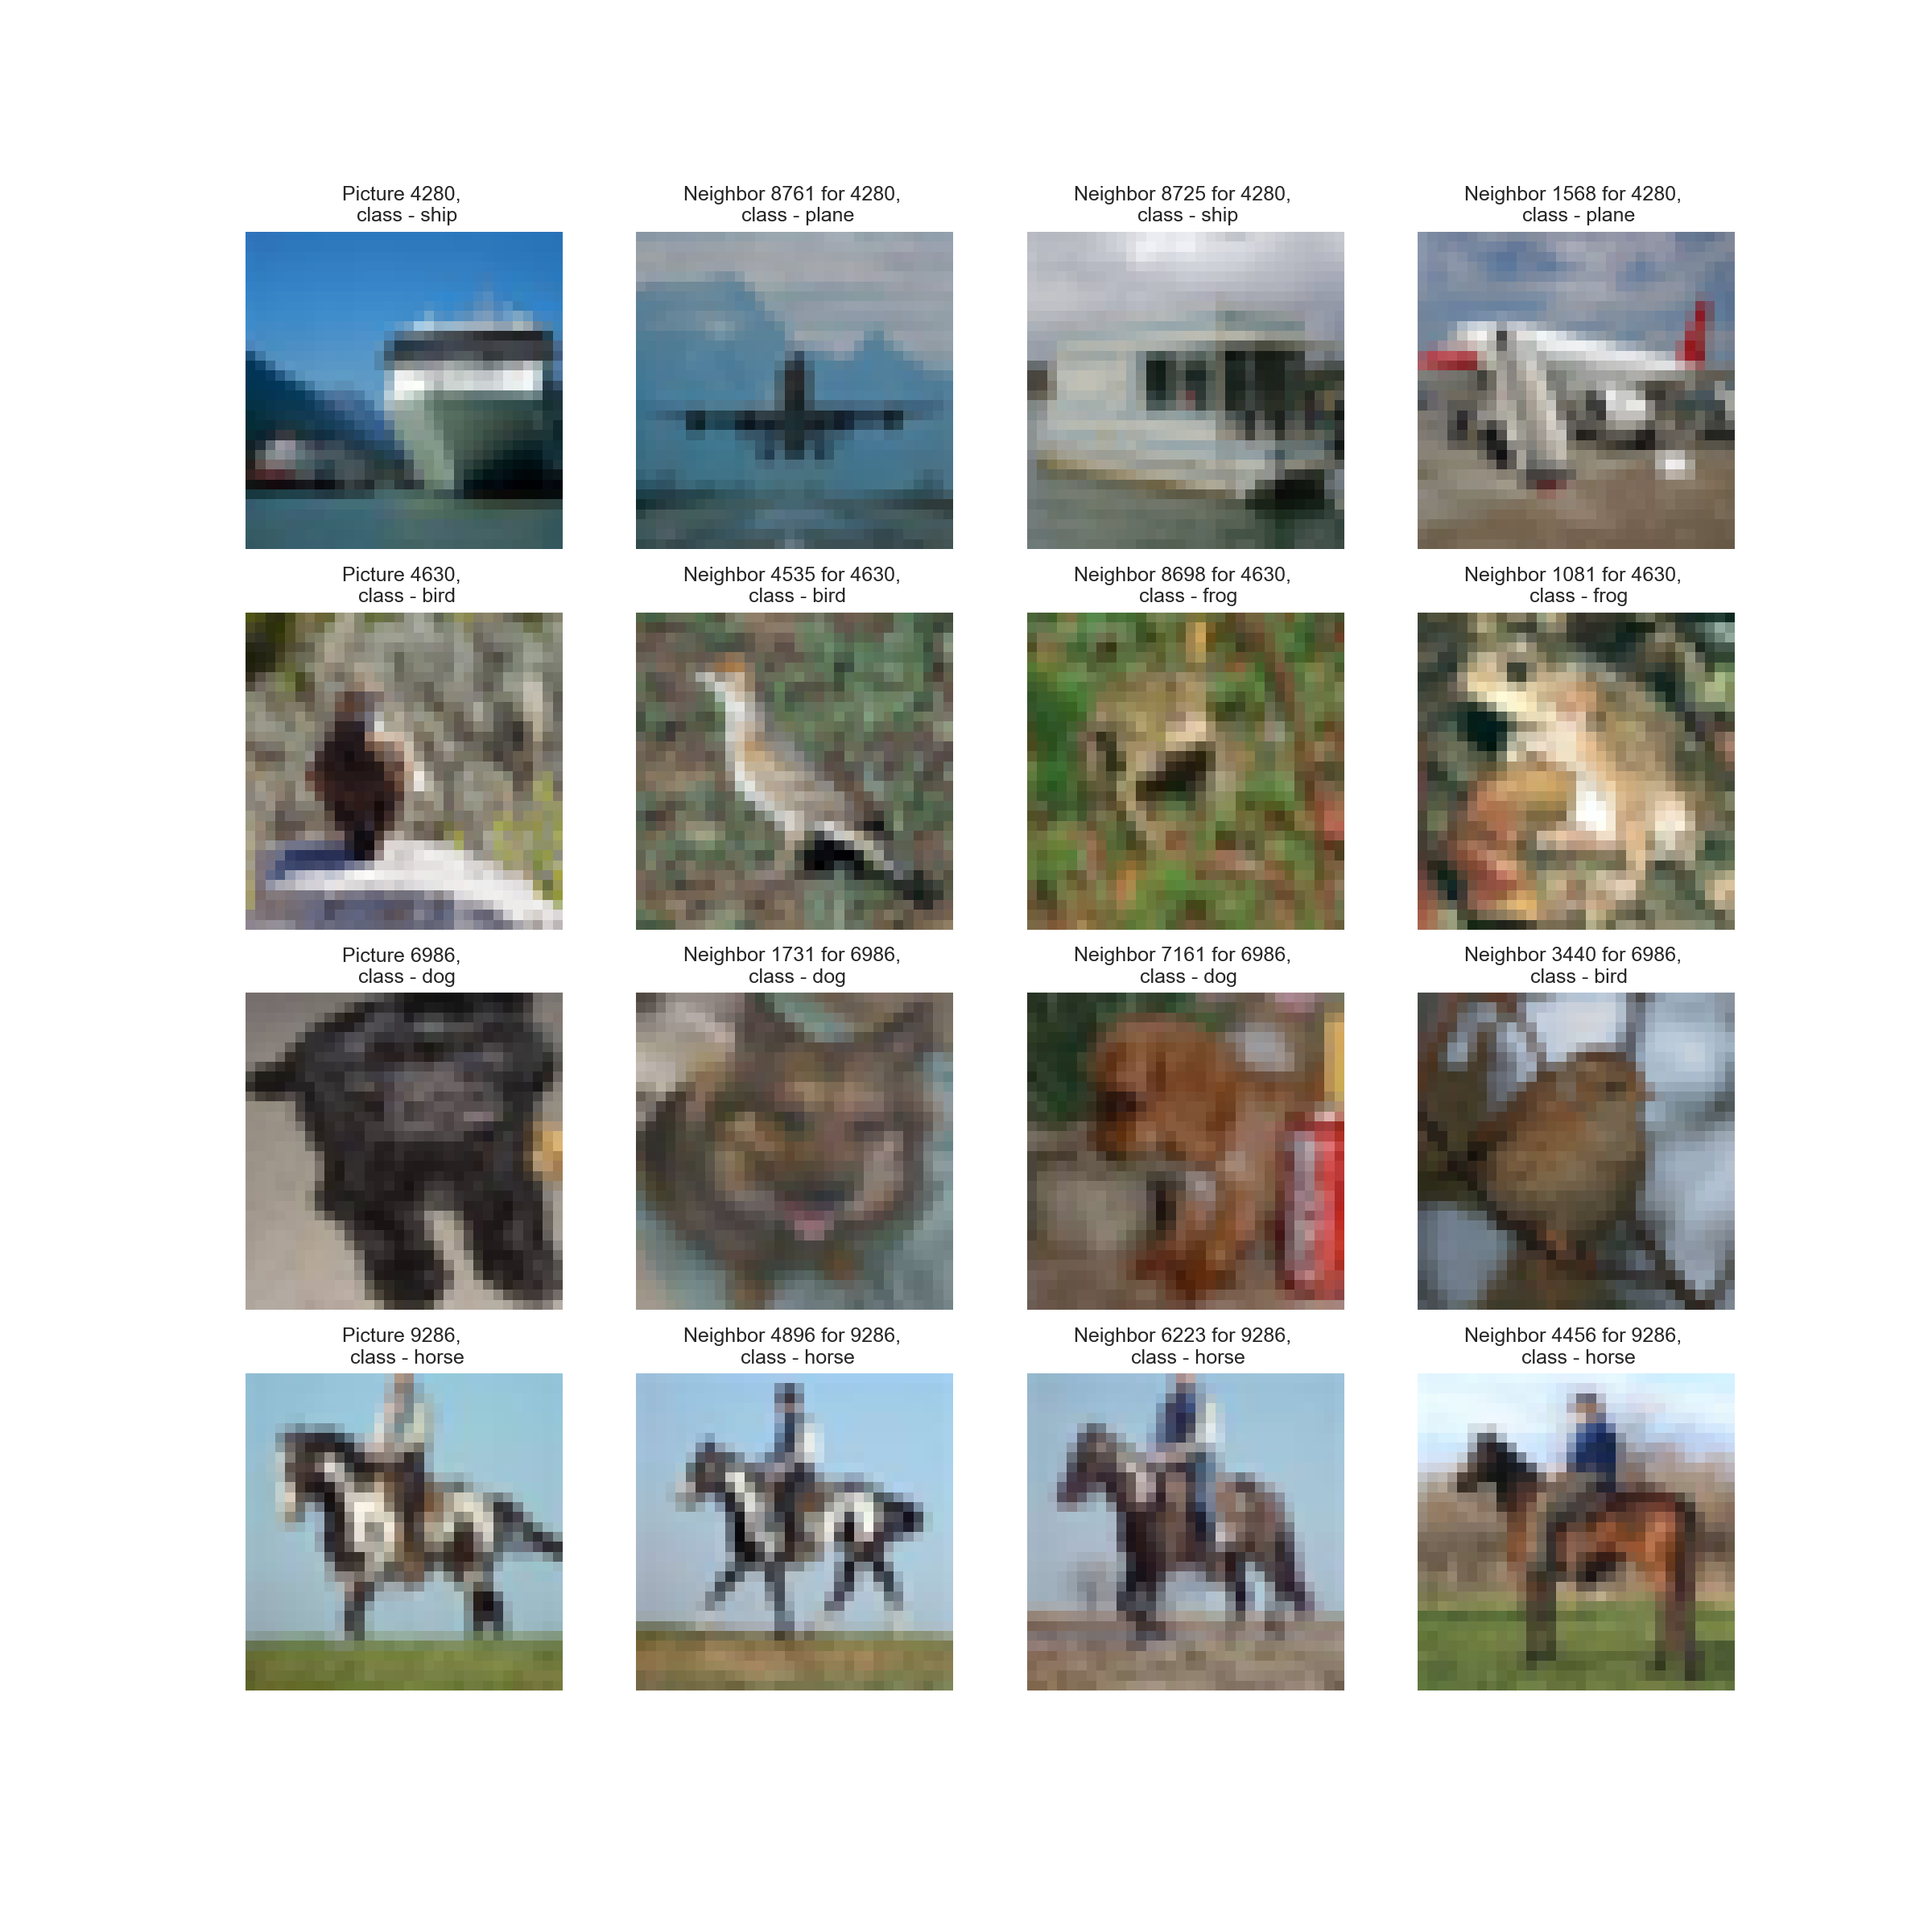 Picture 4280,
class - ship
Neighbor 8761 for 4280,
class - plane
Neighbor 8725 for 4280,
class - ship
Neighbor 1568 for 4280,
class - plane
Picture 4630,
class - bird
Neighbor 4535 for 4630,
class - bird
Neighbor 8698 for 4630,
class - frog
Neighbor 1081 for 4630,
class - frog
Picture 6986,
class - dog
Neighbor 1731 for 6986,
class - dog
Neighbor 7161 for 6986,
class - dog
Neighbor 3440 for 6986,
class - bird
Picture 9286,
class - horse
Neighbor 4896 for 9286,
class - horse
Neighbor 6223 for 9286,
class - horse
Neighbor 4456 for 9286,
class - horse